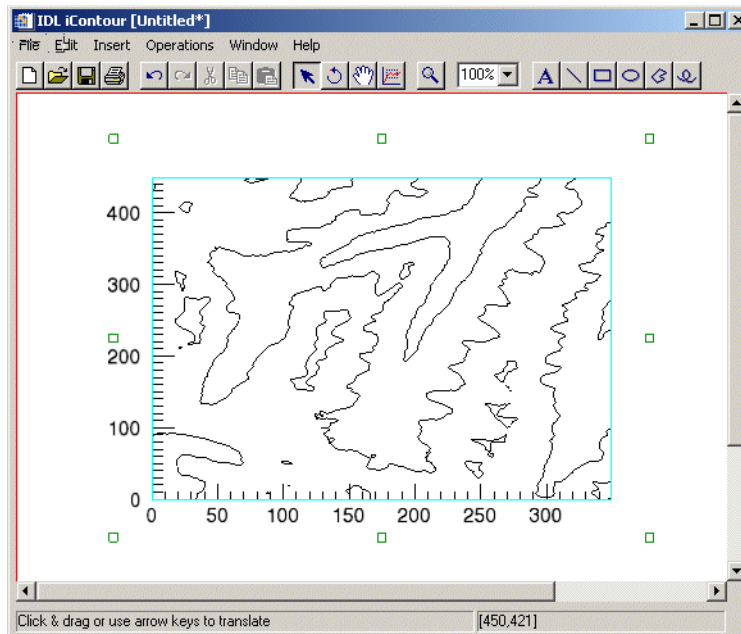 IDL iContour [Untitled*]
File Edit Insert Operations Window Help
100% A
400
300
200
100
0
0 50 100 150 200 250 300
Click & drag or use arrow keys to translate [450,421]